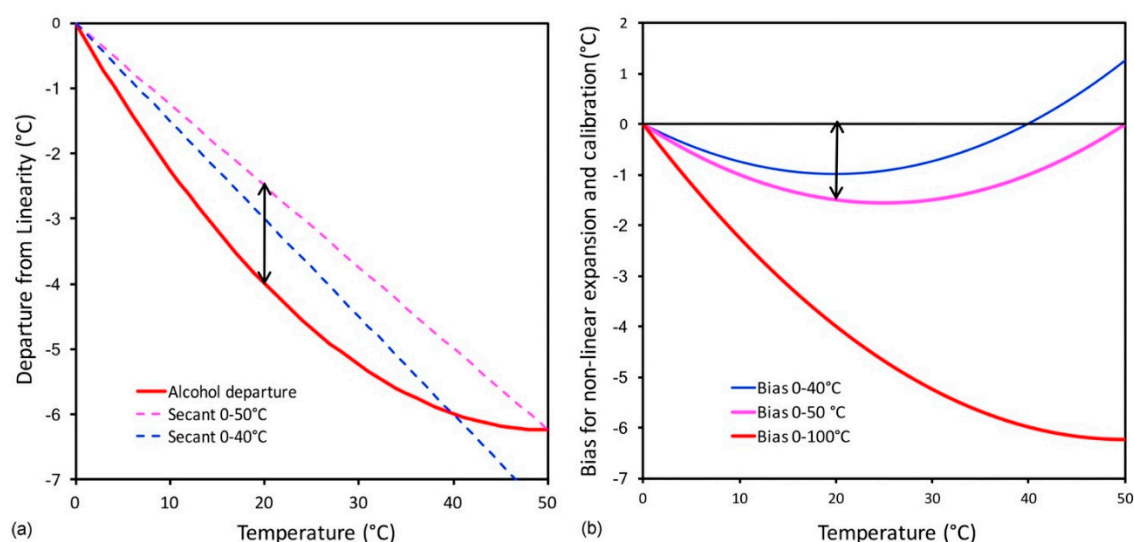 0
-1
-2
-3
-4
-5
-6
-7
Departure from Linearity (°C)
Alcohol departure
Secant 0-50°C
Secant 0-40°C
0 10 20 30 40 50
(a) Temperature (°C)
2
1
0
-1
-2
-3
-4
-5
-6
-7
Bias for non-linear expansion and calibration (°C)
Bias 0-40°C
Bias 0-50 °C
Bias 0-100°C
0 10 20 30 40 50
(b) Temperature (°C)